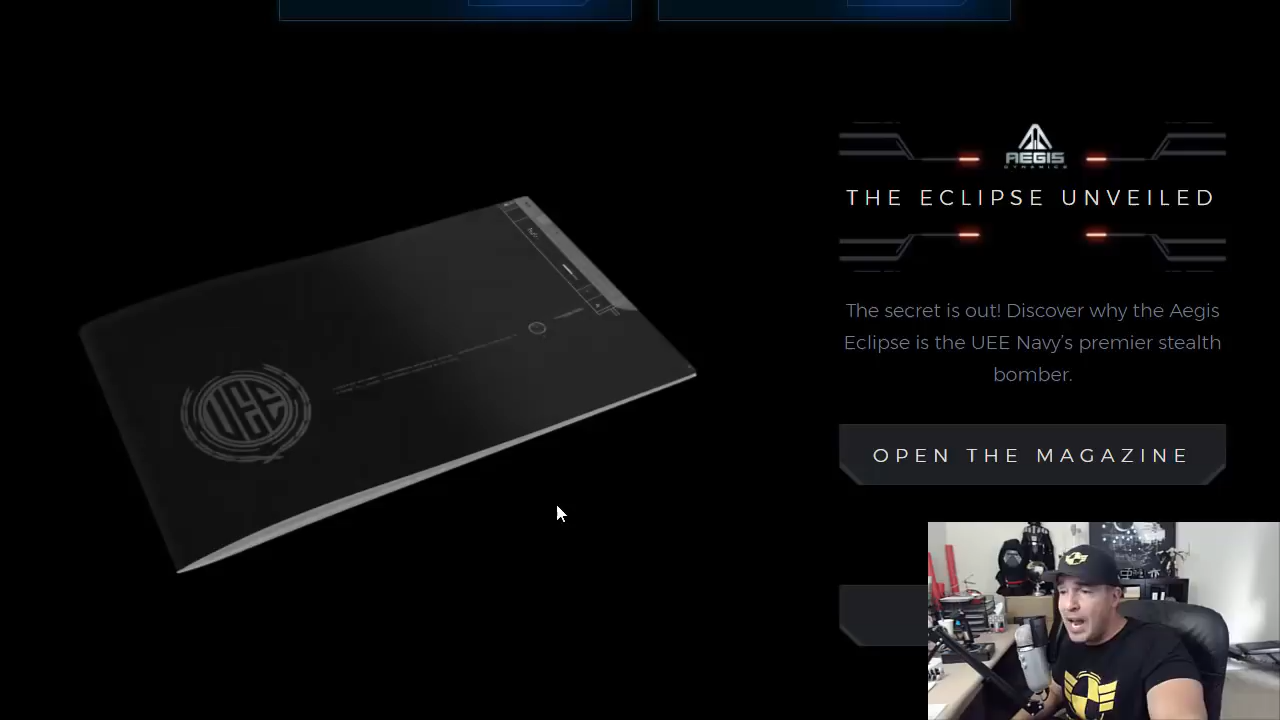 AEGIS
DYNAMICS
THE ECLIPSE UNVEILED
The secret is out! Discover why the Aegis
Eclipse is the UEE Navy's premier stealth
bomber.
OPEN THE MAGAZINE
UEE